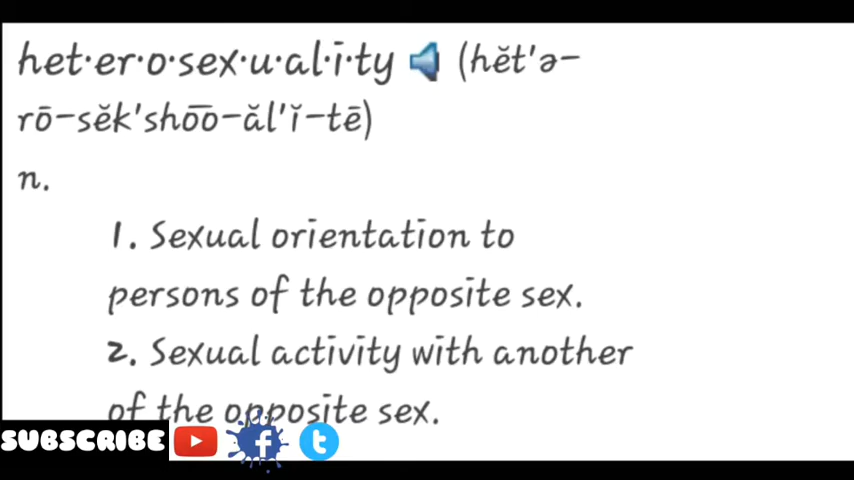 het·er·o·sex·u·al·i·ty (hĕt'ə-
rō-sĕk'shōō-ăl'ĭ-tē)
n.
1. Sexual orientation to
persons of the opposite sex.
2. Sexual activity with another
of the opposite sex.
SUBSCRIBE